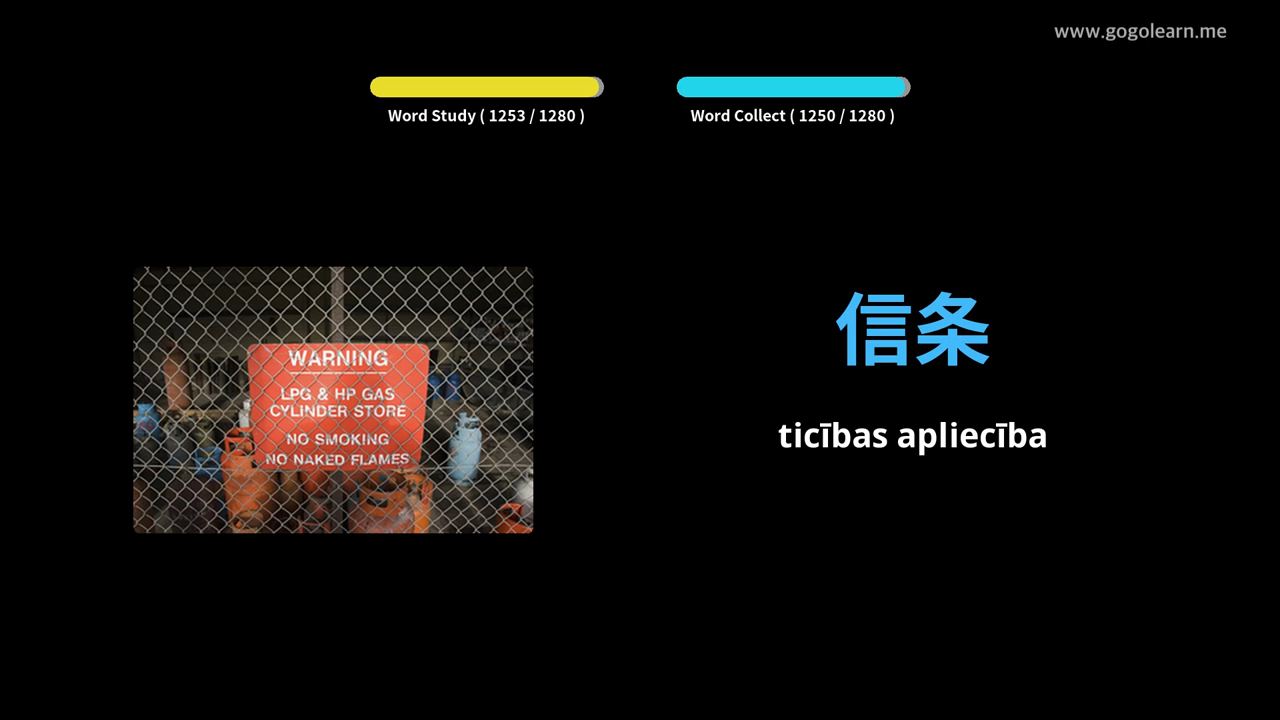 www.gogolearn.me
Word Study ( 1253 / 1280 )
Word Collect ( 1250 / 1280 )
WARNING
LPG & HP GAS
CYLINDER STORE
NO SMOKING
NO NAKED FLAMES
信条
ticības apliecība